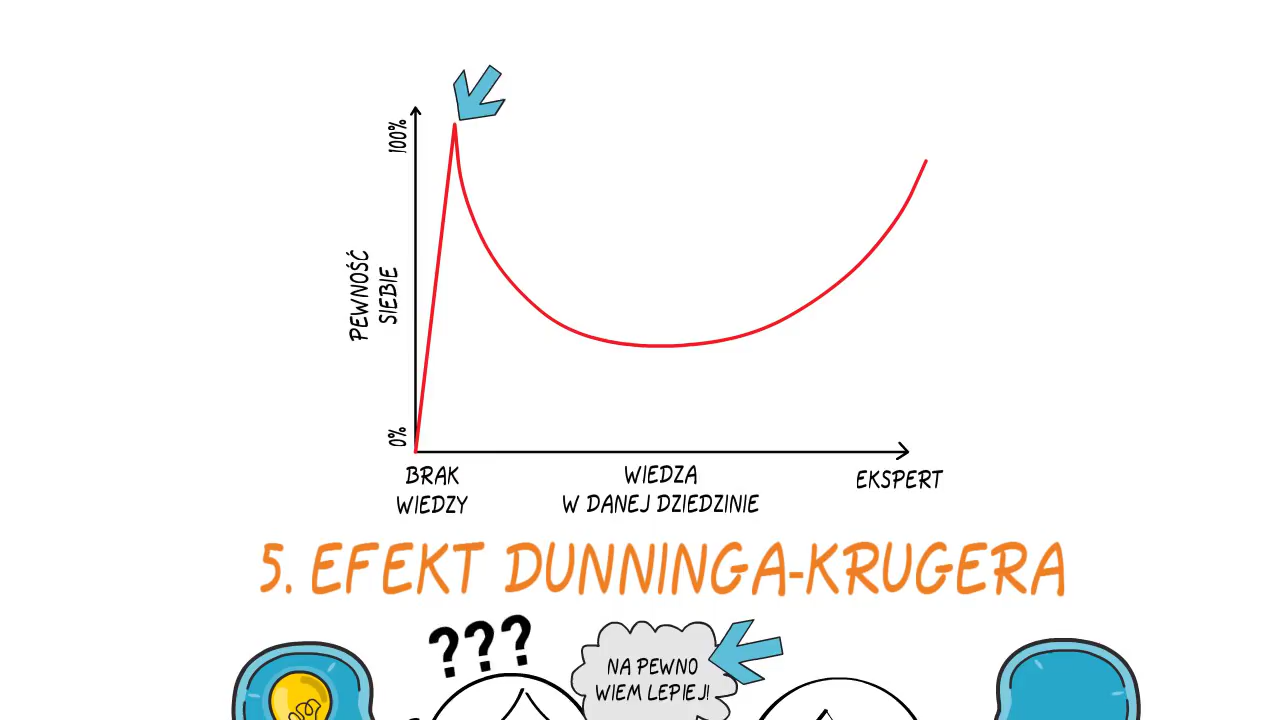 100%
PEWNOŚĆ
SIEBIE
0%
BRAK
WIEDZY
WIEDZA
W DANEJ DZIEDZINIE
EKSPERT
5. EFEKT DUNNINGA-KRUGERA
???
NA PEWNO
WIEM LEPIEJ!